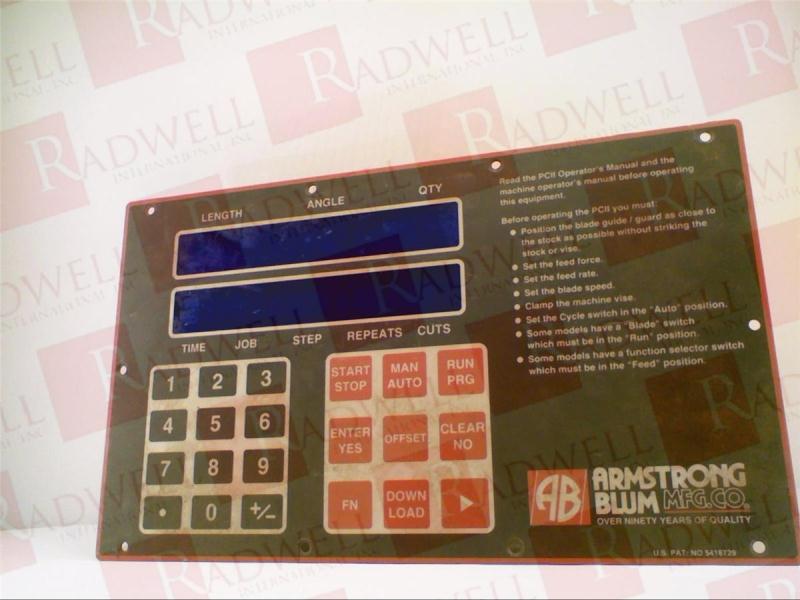 LENGTH ANGLE QTY
TIME JOB STEP REPEATS CUTS
1 2 3
4 5 6
7 8 9
. 0 +/-
START STOP
MAN AUTO
RUN PRG
ENTER YES
OFFSET
CLEAR NO
FN
DOWN LOAD
Read the PCII Operator's Manual and the
machine operator's manual before operating
this equipment.
Before operating the PCII you must:
• Position the blade guide / guard as close to
the stock as possible without striking the
stock or vise.
• Set the feed force.
• Set the feed rate.
• Set the blade speed.
• Clamp the machine vise.
• Set the Cycle switch in the "Auto" position.
• Some models have a "Blade" switch
which must be in the "Run" position.
• Some models have a function selector switch
which must be in the "Feed" position.
AB
ARMSTRONG
BLUM MFG.CO.
OVER NINETY YEARS OF QUALITY
U.S. PAT: NO 5416729
RADWELL
INTERNATIONAL, INC.